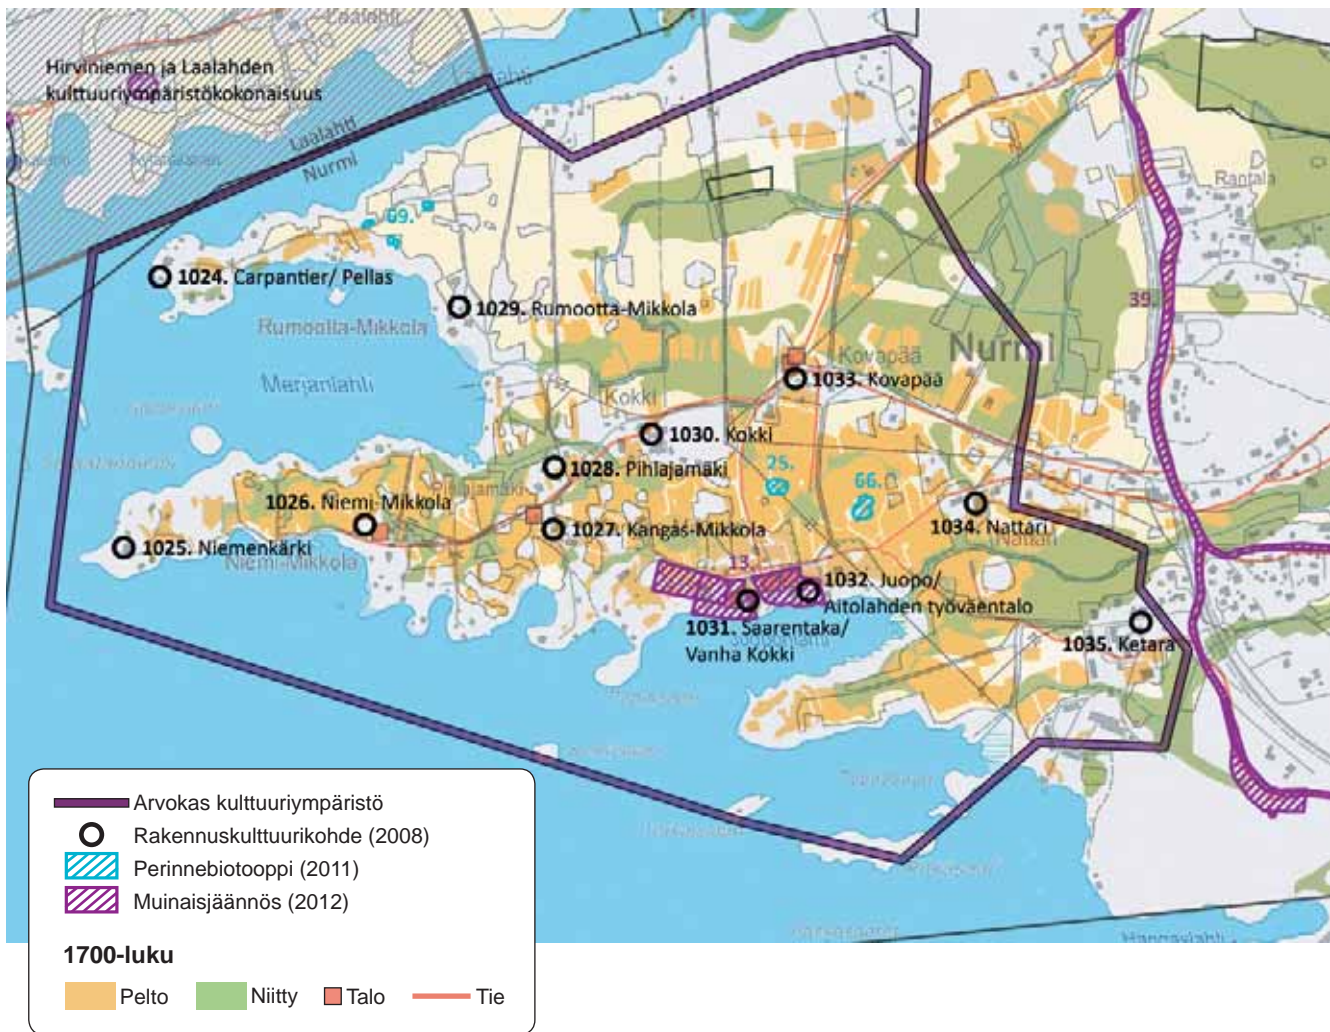 Laalahti
Hirviniemen ja Laalahden
kulttuuriympäristökokonaisuus
Laalahti
Nurmi
Rantala
69.
1024. Carpantier/ Pellas
1029. Rumootta-Mikkola
39.
Rumootta-Mikkola
Nurmi
Kovapää
Merjanlahti
1033. Kovapää
Kokki
1030. Kokki
25.
1028. Pihlajamäki
66.
1026. Niemi-Mikkola
1027. Kangas-Mikkola
1034. Nattari
Nattari
1025. Niemenkärki
Niemi-Mikkola
13.
1032. Juopo/
Aitolahden työväentalo
1031. Saarentaka/
Vanha Kokki
1035. Ketara
Hangaslahti
Arvokas kulttuuriympäristö
Rakennuskulttuurikohde (2008)
Perinnebiotooppi (2011)
Muinaisjäännös (2012)
1700-luku
Pelto
Niitty
Talo
Tie